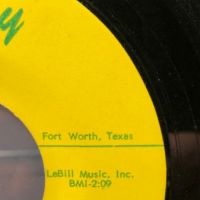 y
Fort Worth, Texas
LeBill Music, Inc.
BMI-2:09